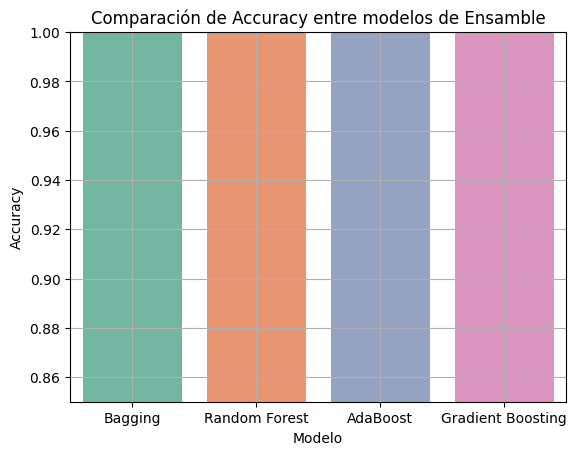 Comparación de Accuracy entre modelos de Ensamble
1.00
0.98
0.96
0.94
0.92
0.90
0.88
0.86
Accuracy
Bagging Random Forest AdaBoost Gradient Boosting
Modelo